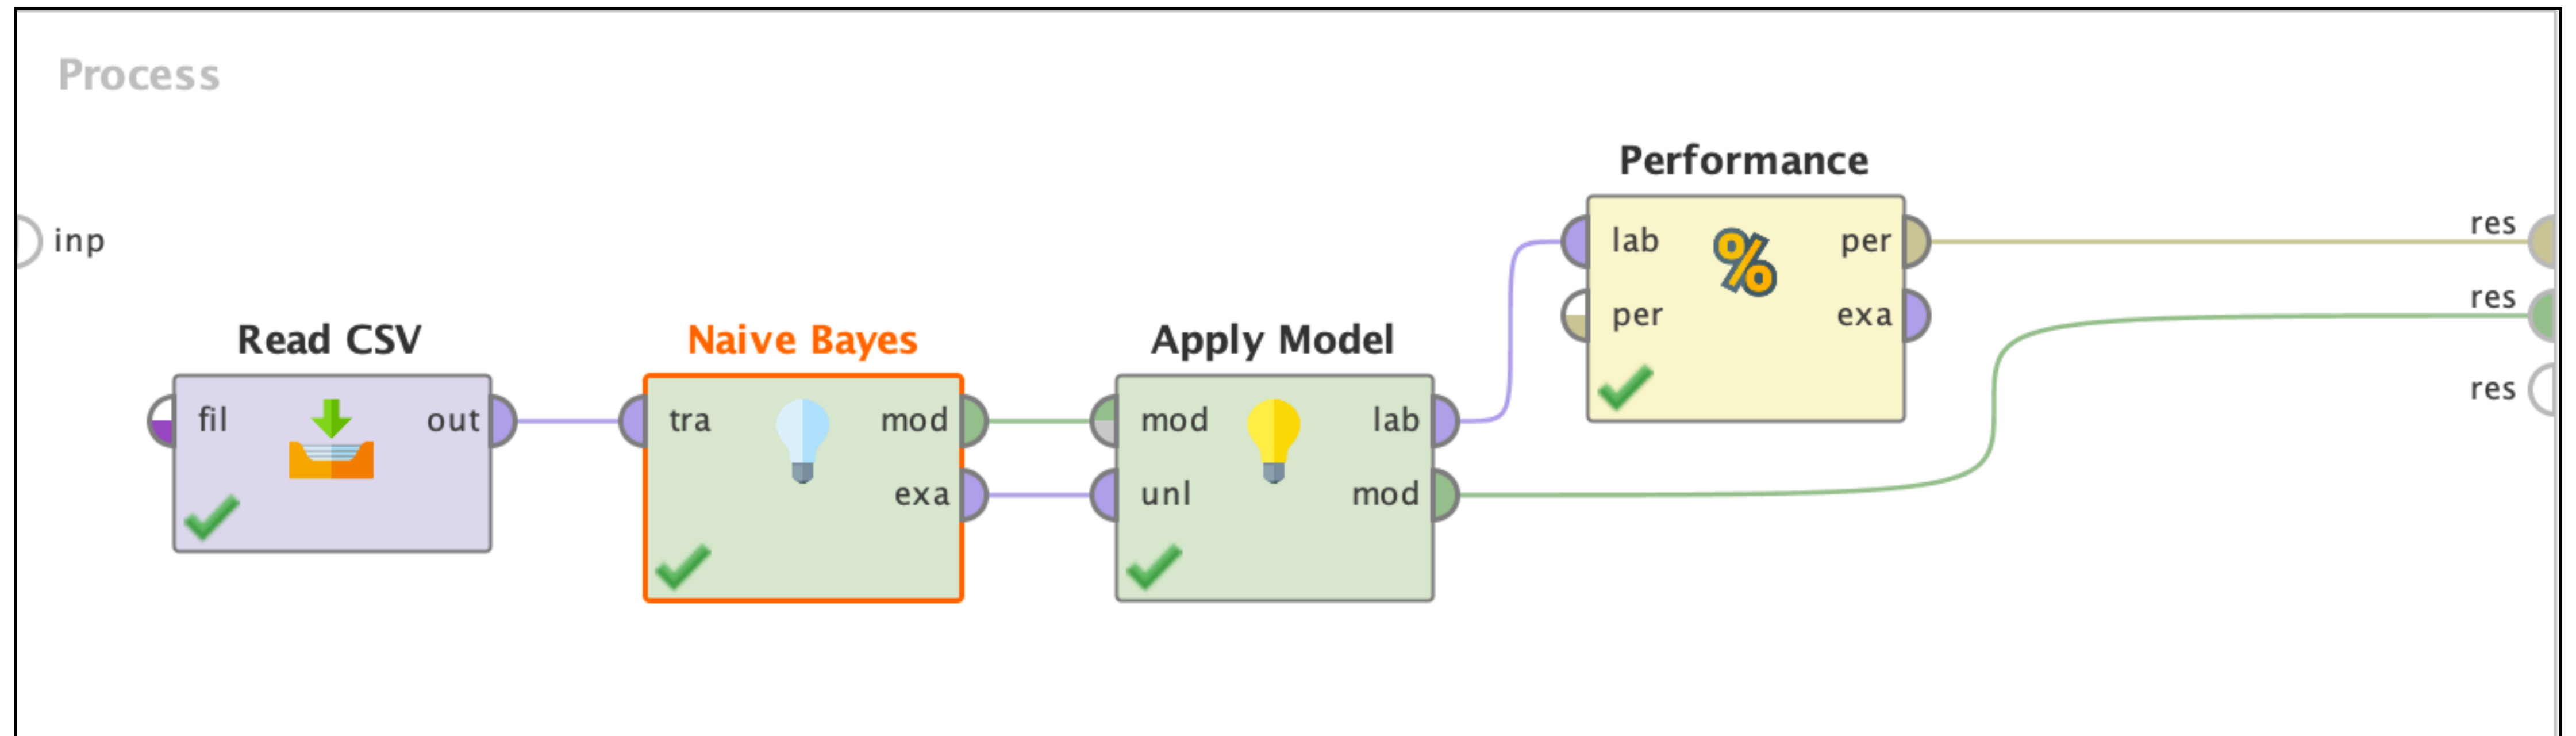 Process
Performance
inp
lab
per
res
per
exa
res
res
Read CSV
Naive Bayes
Apply Model
fil
out
tra
mod
mod
lab
exa
unl
mod
%